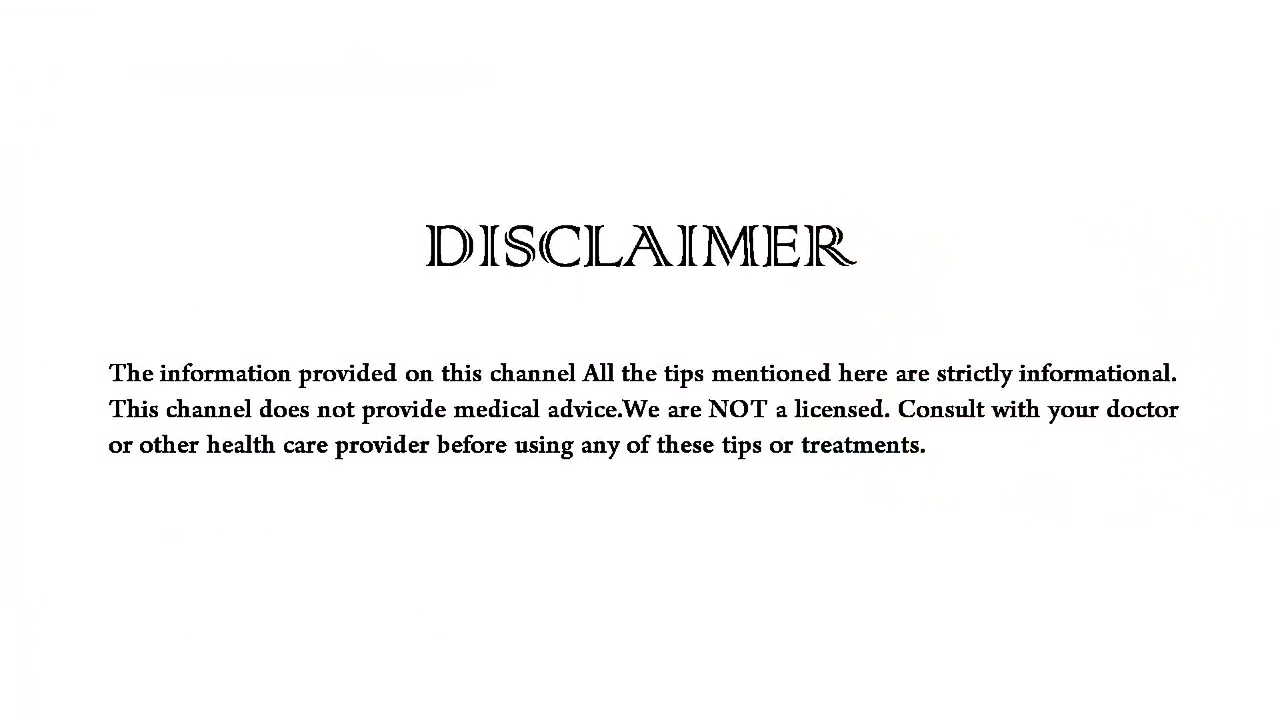 DISCLAIMER
The information provided on this channel All the tips mentioned here are strictly informational.
This channel does not provide medical advice.We are NOT a licensed. Consult with your doctor
or other health care provider before using any of these tips or treatments.